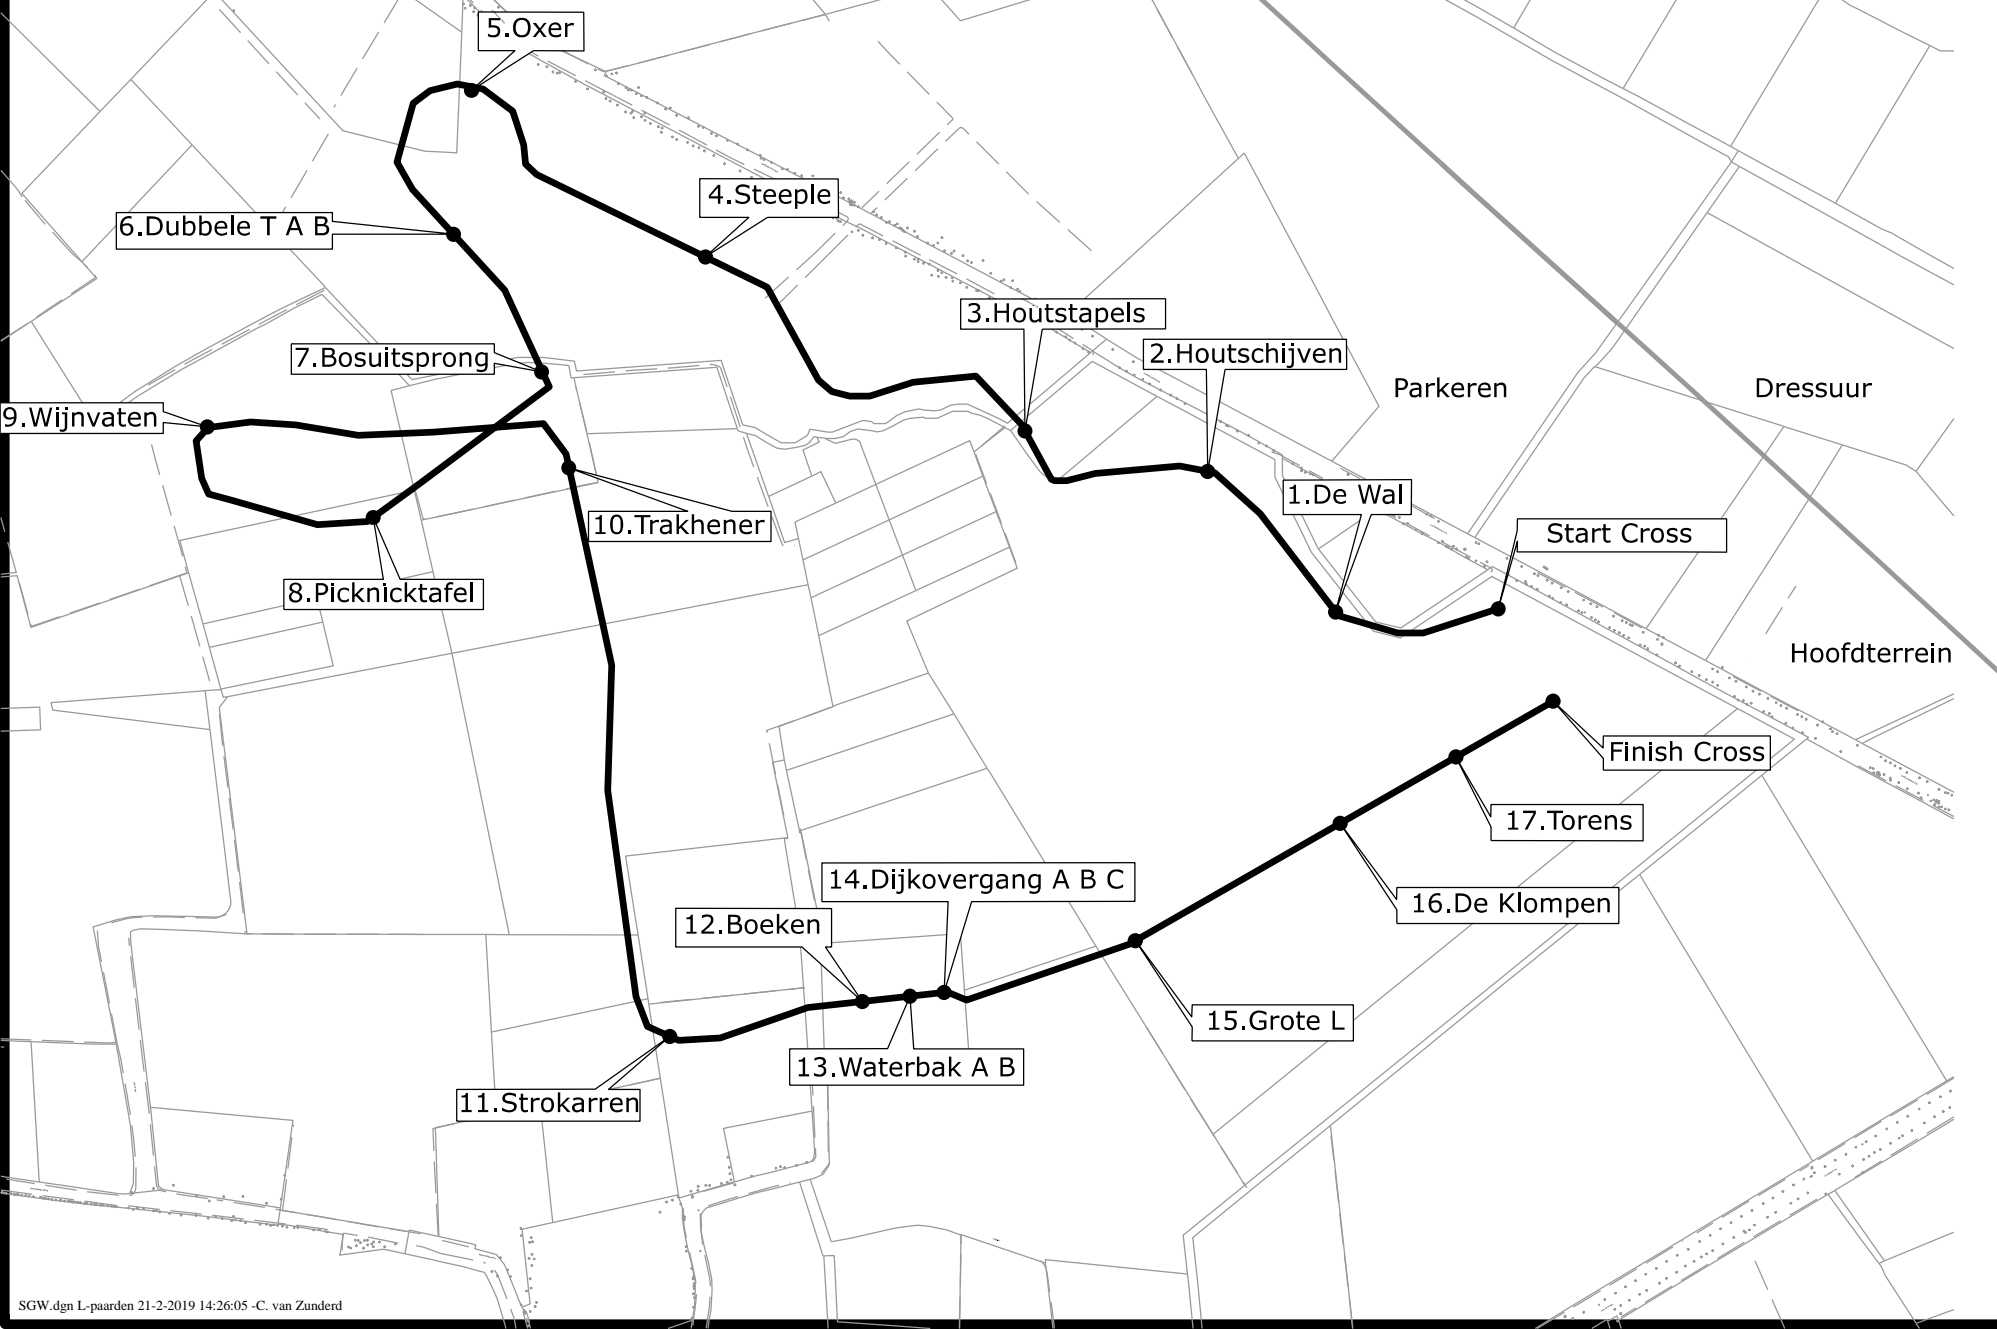 5.Oxer
4.Steeple
6.Dubbele T A B
3.Houtstapels
2.Houtschijven
7.Bosuitsprong
Parkeren
Dressuur
9.Wijnvaten
1.De Wal
10.Trakhener
Start Cross
8.Picknicktafel
Hoofdterrein
Finish Cross
17.Torens
14.Dijkovergang A B C
16.De Klompen
12.Boeken
15.Grote L
13.Waterbak A B
11.Strokarren
SGW.dgn L-paarden 21-2-2019 14:26:05 -C. van Zunderd